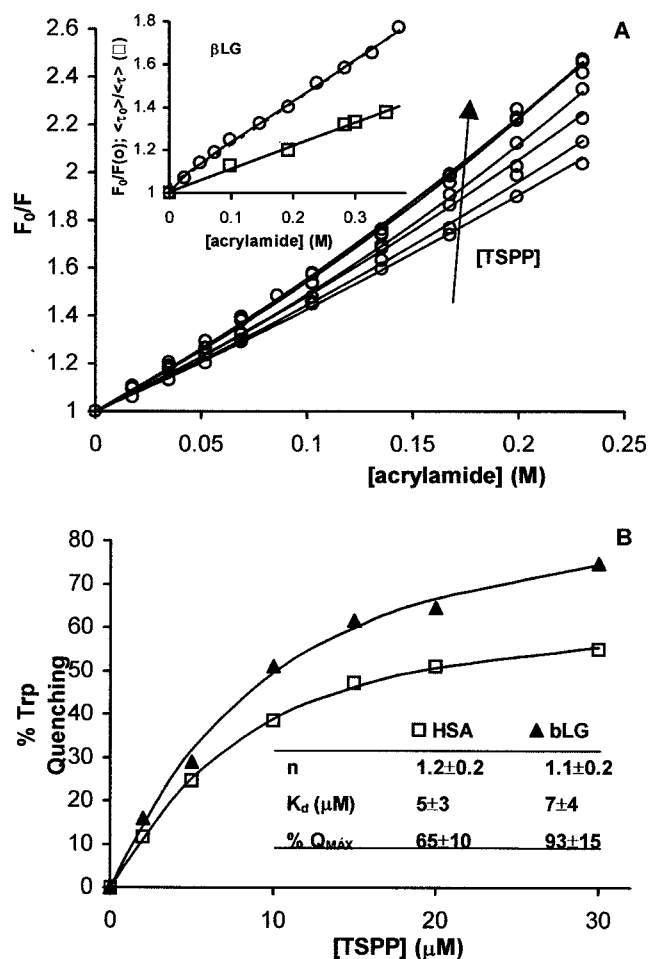 A
2.6
2.4
2.2
2.0
1.8
1.6
1.4
1.2
1
F₀/F
0
0.05
0.1
0.15
0.2
0.25
[acrylamide] (M)
[TSPP]
βLG
1.8
1.6
1.4
1.2
1
F₀/F(o); <τ₀>/<τ> (□)
0
0.1
0.2
0.3
[acrylamide] (M)
B
80
70
60
50
40
30
20
10
0
% Trp
Quenching
□ HSA ▲ bLG
n 1.2±0.2 1.1±0.2
K_d (μM) 5±3 7±4
% Q_MÁX 65±10 93±15
0
10
20
30
[TSPP] (μM)